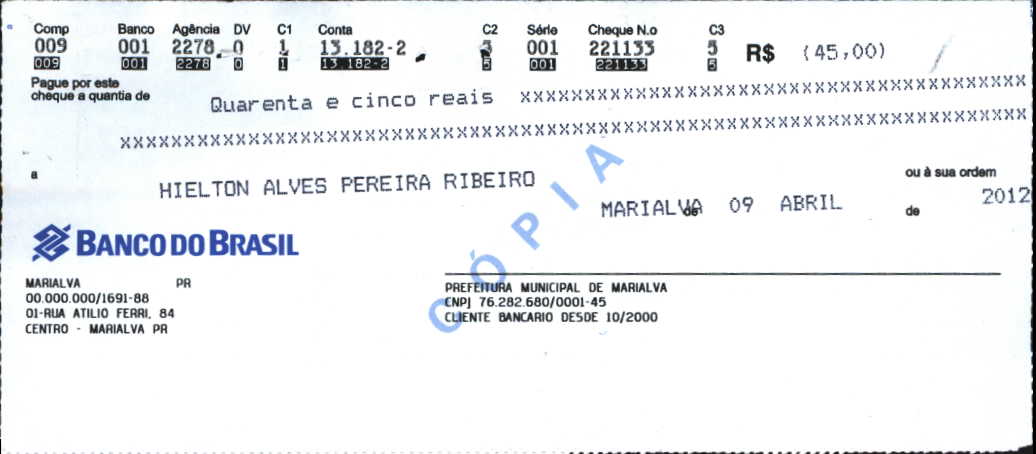 Comp Banco Agência DV C1 Conta C2 Série Cheque N.o C3
009 001 2278 0 1 13.182-2 001 221133 R$ (45,00)
009 001 2278 0 1 13.182-2 5 001 221133 5
Pague por este
cheque a quantia de Quarenta e cinco reais XXXXXXXXXXXXXXXXXXXXXXXXXXXXXXXXXXXXXXX
XXXXXXXXXXXXXXXXXXXXXXXXXXXXXXXXXXXXXXXXXXXXXXXXXXXXXXXXXXXXXXXXXXXXX
a HIELTON ALVES PEREIRA RIBEIRO ou à sua ordem
MARIALVA de 09 ABRIL de 2012
BANCO DO BRASIL
CÓPIA
MARIALVA PR
00.000.000/1691-88
01-RUA ATILIO FERRI, 84
CENTRO - MARIALVA PR
PREFEITURA MUNICIPAL DE MARIALVA
CNPJ 76.282.680/0001-45
CLIENTE BANCARIO DESDE 10/2000